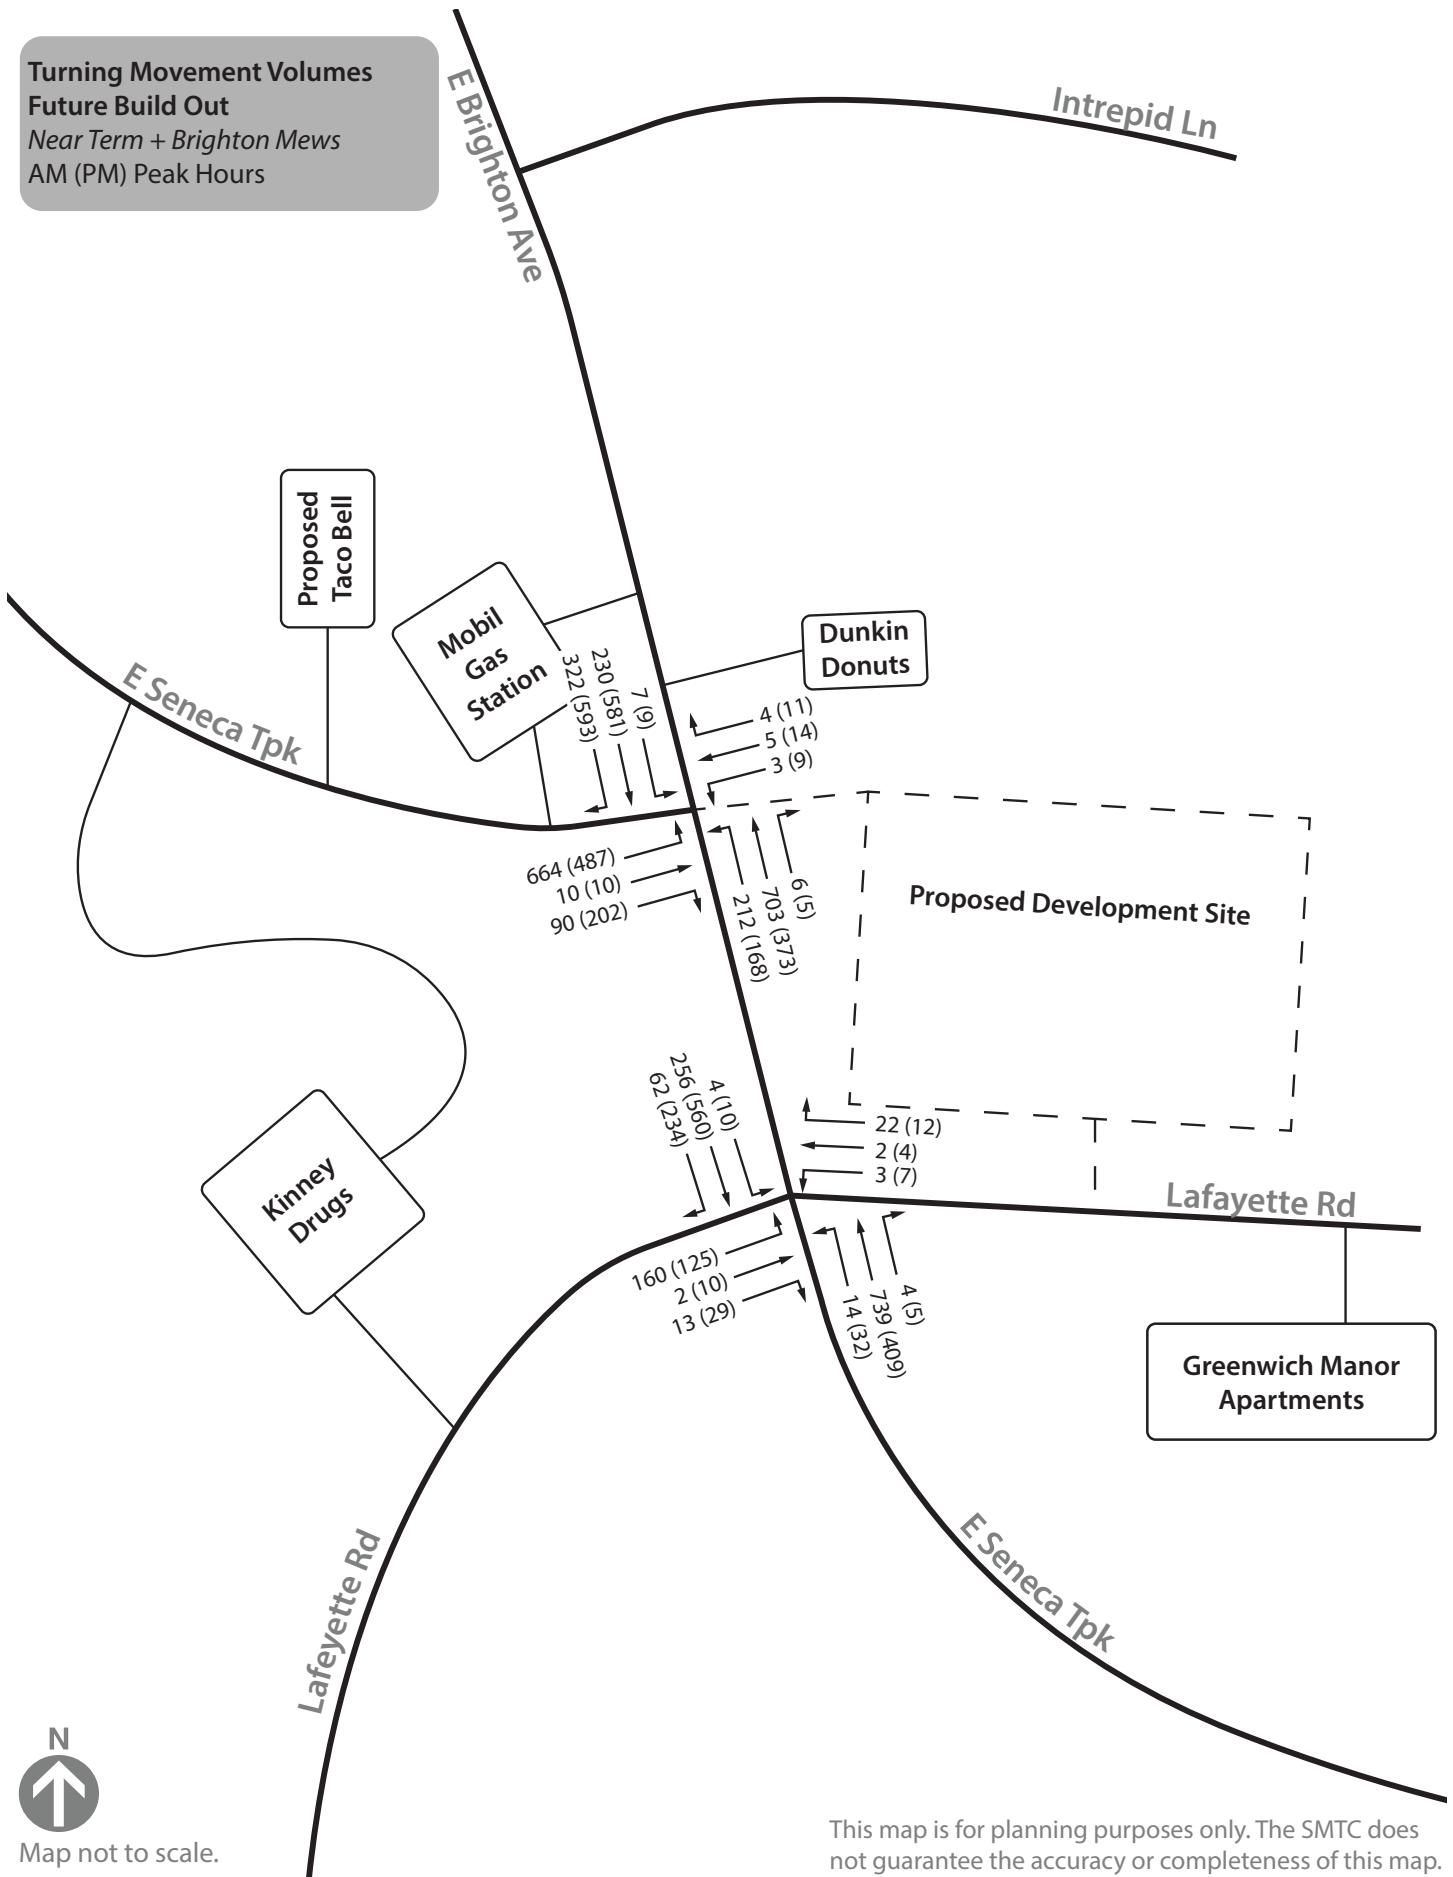 Turning Movement Volumes
Future Build Out
Near Term + Brighton Mews
AM (PM) Peak Hours
E Brighton Ave
Intrepid Ln
Proposed
Taco Bell
Mobil
Gas
Station
Dunkin
Donuts
E Seneca Tpk
322 (593)
230 (581)
7 (9)
4 (11)
5 (14)
3 (9)
664 (487)
10 (10)
90 (202)
212 (168)
703 (373)
6 (5)
Proposed Development Site
62 (234)
256 (560)
4 (10)
22 (12)
2 (4)
3 (7)
Lafayette Rd
Kinney
Drugs
160 (125)
2 (10)
13 (29)
14 (32)
739 (409)
4 (5)
Greenwich Manor
Apartments
Lafeyette Rd
E Seneca Tpk
N
Map not to scale.
This map is for planning purposes only. The SMTC does
not guarantee the accuracy or completeness of this map.